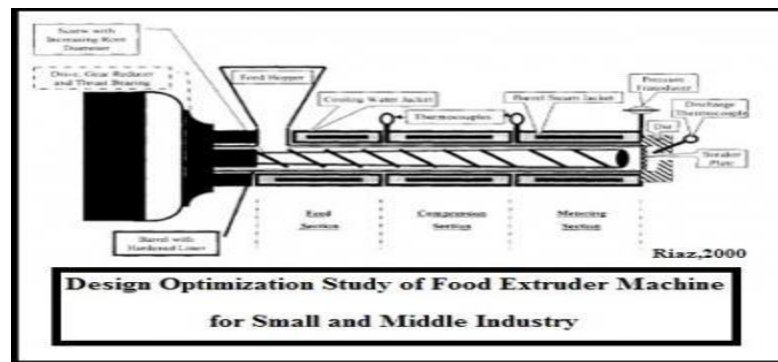 Screw with
Increasing Root
Diameter
Drive, Gear Reducer
and Thrust Bearing
Feed Hopper
Cooling Water Jacket
Thermocouples
Barrel Steam Jacket
Pressure
Transducer
Discharge
Thermocouple
Die
Breaker
Plate
Feed
Section
Compression
Section
Metering
Section
Barrel with
Hardened Liner
Riaz,2000
Design Optimization Study of Food Extruder Machine
for Small and Middle Industry